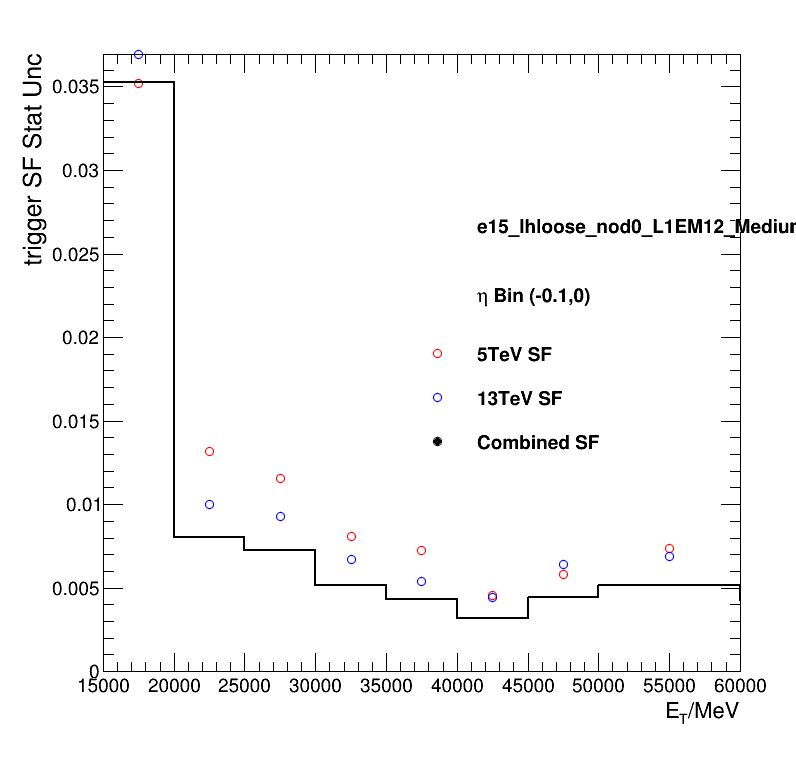 trigger SF Stat Unc
0.035
0.03
0.025
0.02
0.015
0.01
0.005
0
e15_lhloose_nod0_L1EM12_Medium
η Bin (-0.1,0)
5TeV SF
13TeV SF
Combined SF
15000 20000 25000 30000 35000 40000 45000 50000 55000 60000
E_T/MeV